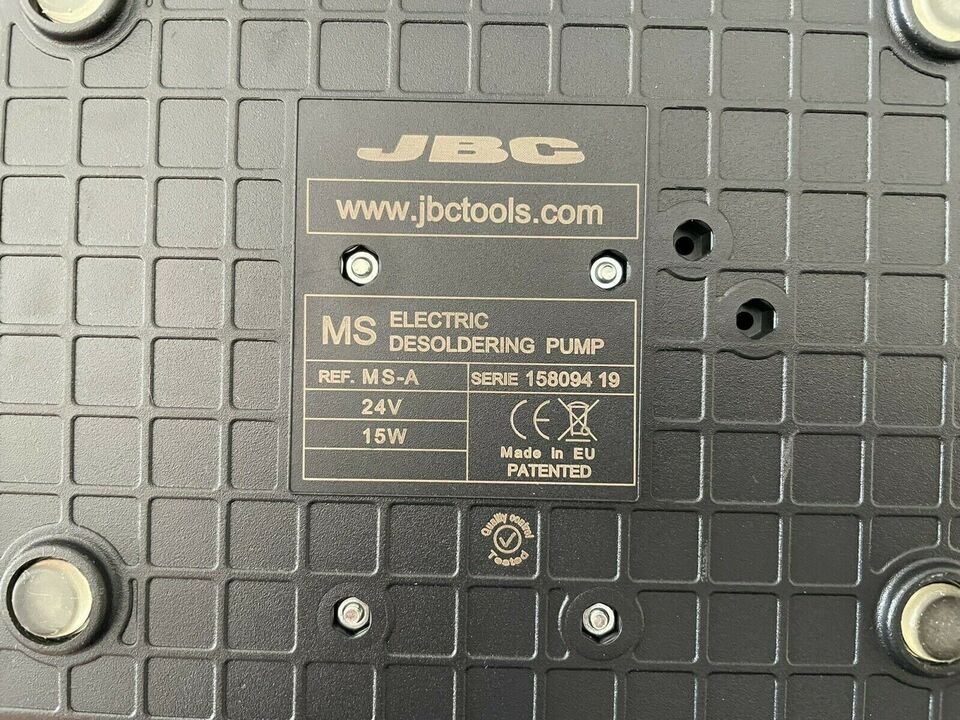 JBC
www.jbctools.com
MS ELECTRIC
DESOLDERING PUMP
REF. MS-A
SERIE 158094 19
24V
15W
CE
Made in EU
PATENTED
Quality control
Tested